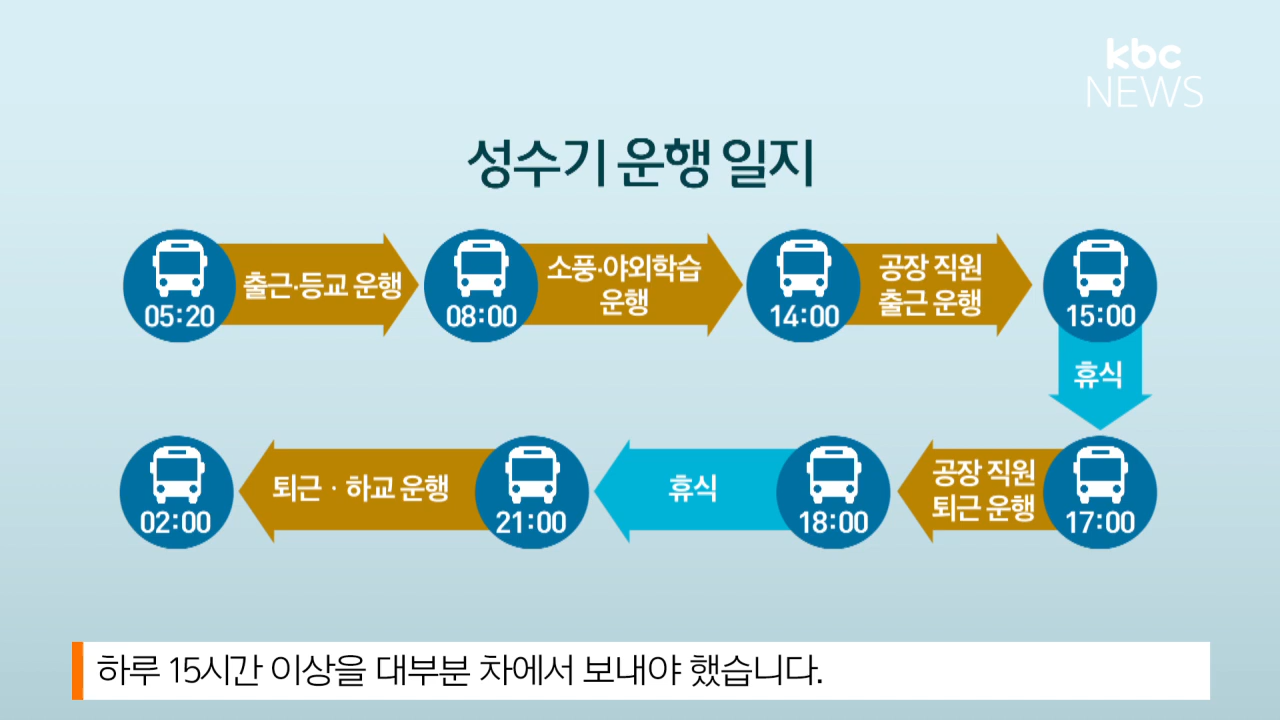 kbc
NEWS
성수기 운행 일지
05:20
출근·등교 운행
08:00
소풍·야외학습
운행
14:00
공장 직원
출근 운행
15:00
휴식
17:00
공장 직원
퇴근 운행
18:00
휴식
21:00
퇴근 · 하교 운행
02:00
하루 15시간 이상을 대부분 차에서 보내야 했습니다.